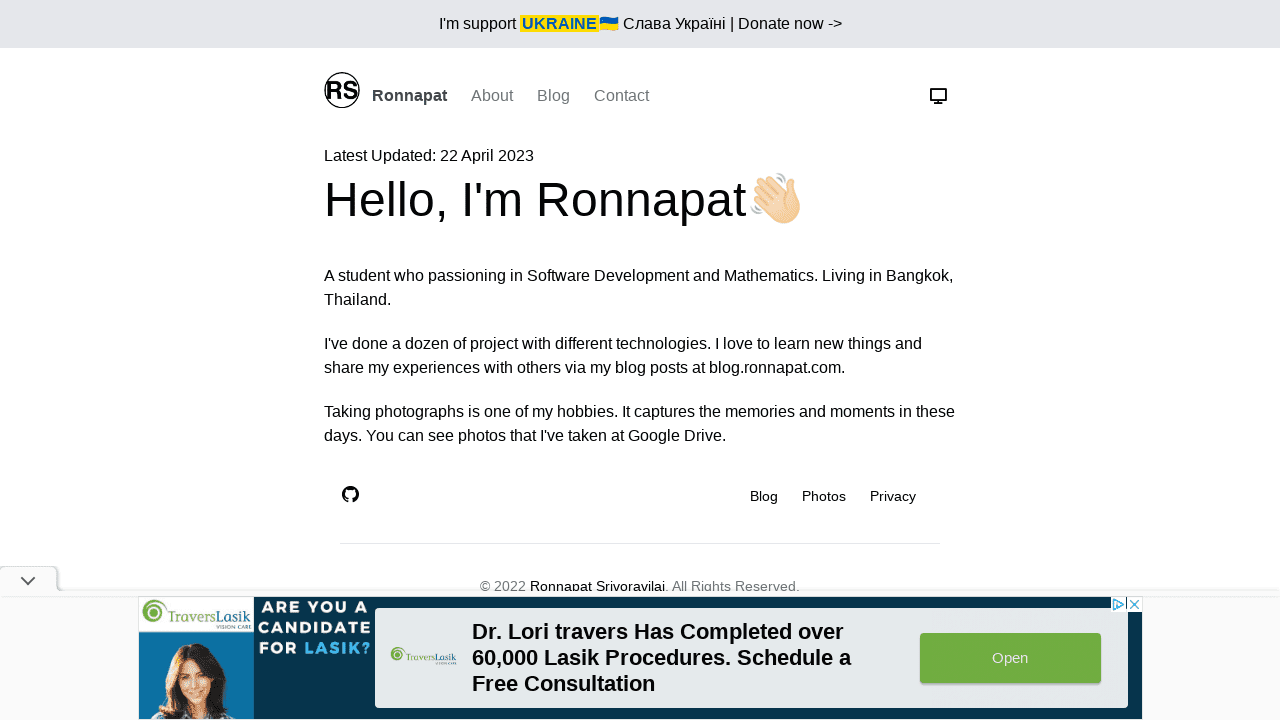 I'm support UKRAINE🇺🇦 Слава Україні | Donate now ->
RS Ronnapat About Blog Contact
Latest Updated: 22 April 2023
Hello, I'm Ronnapat👋🏻
A student who passioning in Software Development and Mathematics. Living in Bangkok,
Thailand.
I've done a dozen of project with different technologies. I love to learn new things and
share my experiences with others via my blog posts at blog.ronnapat.com.
Taking photographs is one of my hobbies. It captures the memories and moments in these
days. You can see photos that I've taken at Google Drive.
Blog Photos Privacy
© 2022 Ronnapat Srivoravilai. All Rights Reserved.
TraversLasik
VISION CARE
ARE YOU A
CANDIDATE
FOR LASIK?
TraversLasik
Dr. Lori travers Has Completed over
60,000 Lasik Procedures. Schedule a
Free Consultation
Open